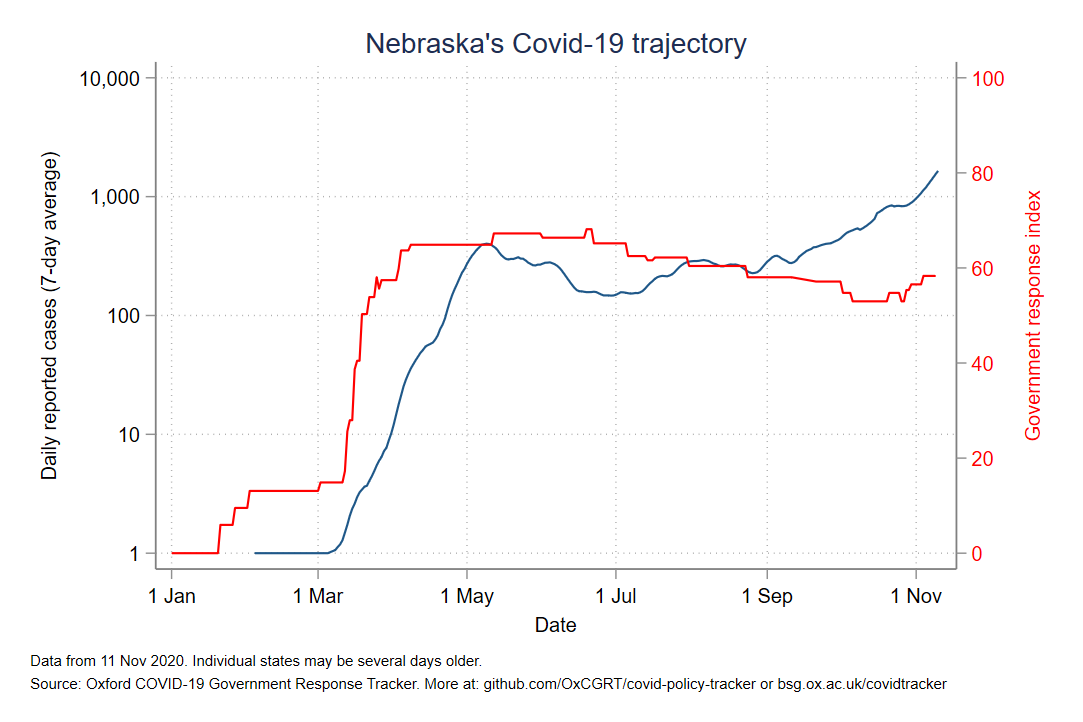 Nebraska's Covid-19 trajectory
10,000
1,000
100
10
1
Daily reported cases (7-day average)
100
80
60
40
20
0
Government response index
1 Jan
1 Mar
1 May
1 Jul
1 Sep
1 Nov
Date
Data from 11 Nov 2020. Individual states may be several days older.
Source: Oxford COVID-19 Government Response Tracker. More at: github.com/OxCGRT/covid-policy-tracker or bsg.ox.ac.uk/covidtracker